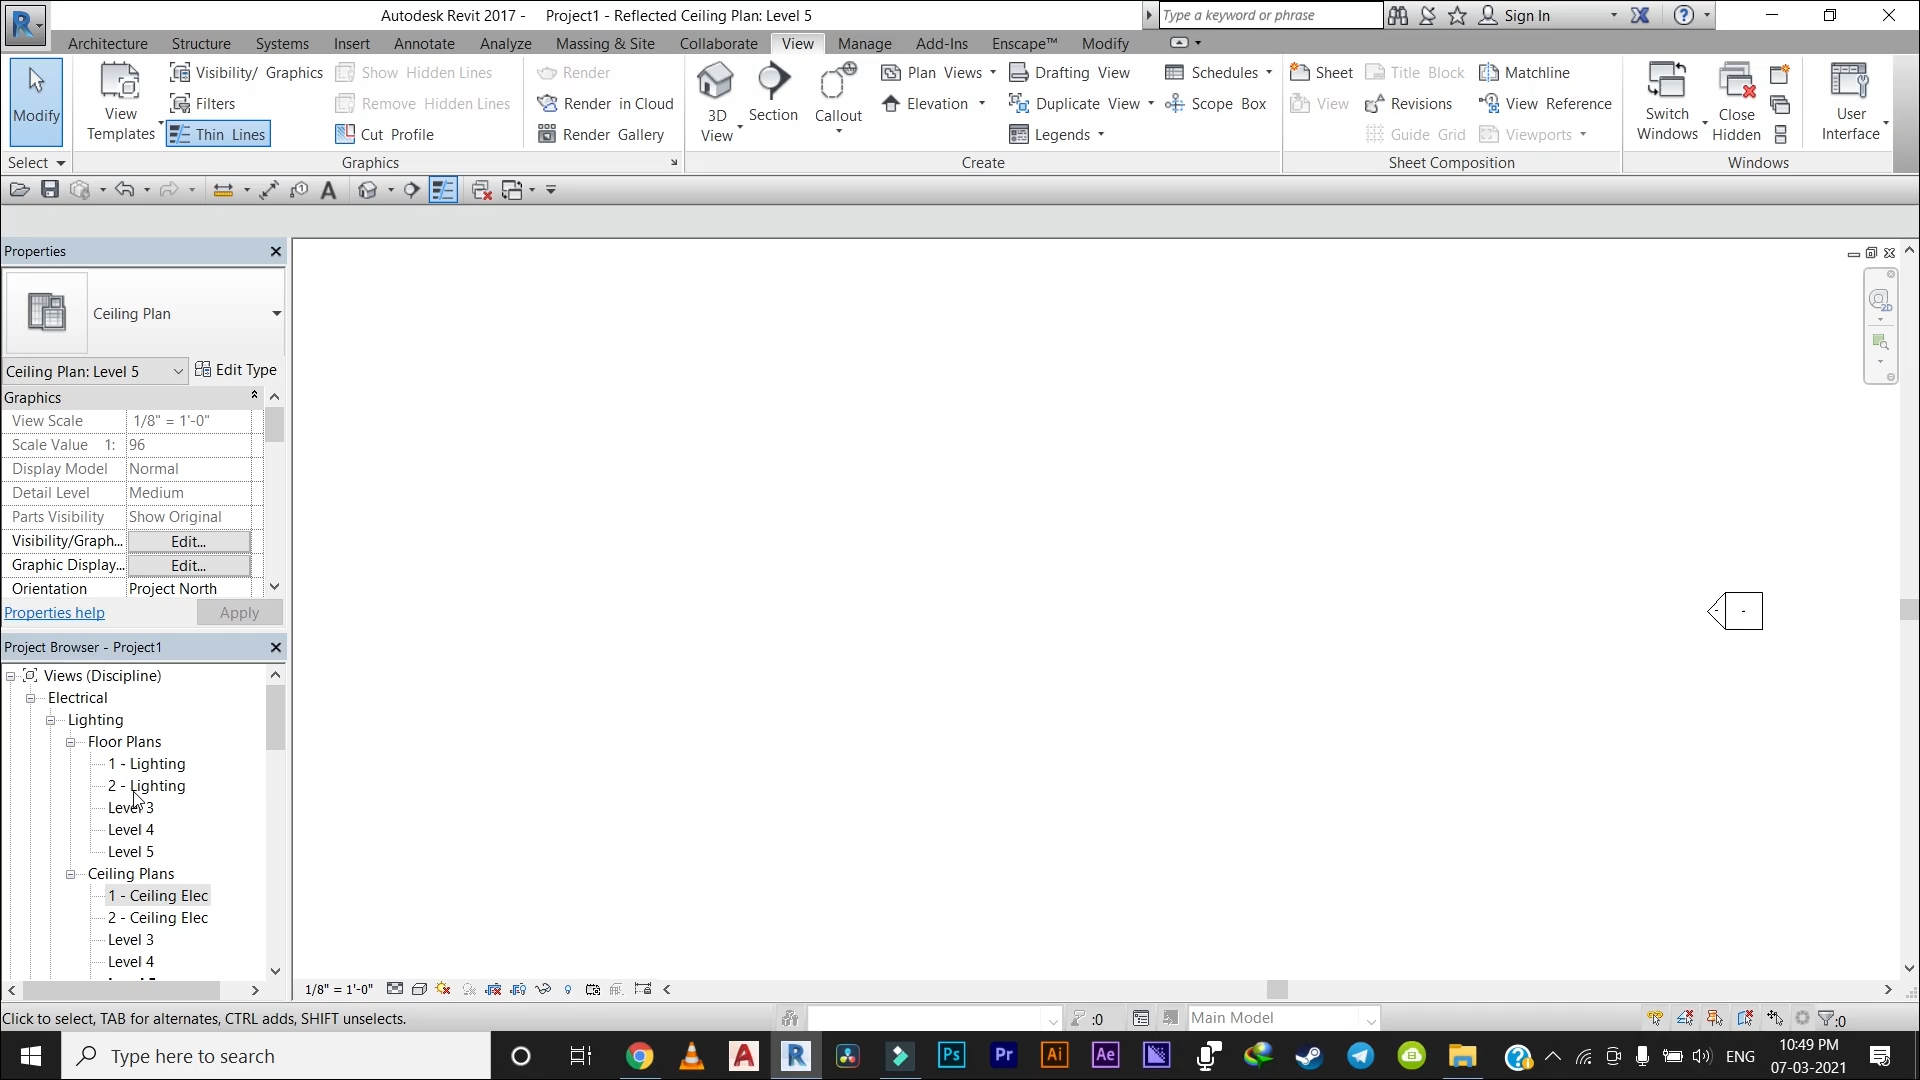 Autodesk Revit 2017 - Project1 - Reflected Ceiling Plan: Level 5
Type a keyword or phrase
Sign In
Architecture Structure Systems Insert Annotate Analyze Massing & Site Collaborate View Manage Add-Ins Enscape™ Modify
Modify
View Templates
Visibility/ Graphics
Filters
Thin Lines
Show Hidden Lines
Remove Hidden Lines
Cut Profile
Render
Render in Cloud
Render Gallery
3D View
Section
Callout
Plan Views
Elevation
Drafting View
Duplicate View
Legends
Schedules
Scope Box
Sheet
View
Title Block
Revisions
Guide Grid
Matchline
View Reference
Viewports
Switch Windows
Close Hidden
User Interface
Select Graphics Create Sheet Composition Windows
A
Properties
Ceiling Plan
Ceiling Plan: Level 5 Edit Type
Graphics
View Scale 1/8" = 1'-0"
Scale Value 1: 96
Display Model Normal
Detail Level Medium
Parts Visibility Show Original
Visibility/Graph... Edit...
Graphic Display... Edit...
Orientation Project North
Properties help Apply
Project Browser - Project1
Views (Discipline)
Electrical
Lighting
Floor Plans
1 - Lighting
2 - Lighting
Level 3
Level 4
Level 5
Ceiling Plans
1 - Ceiling Elec
2 - Ceiling Elec
Level 3
Level 4
2D
1/8" = 1'-0"
Click to select, TAB for alternates, CTRL adds, SHIFT unselects.
:0
Main Model
:0
Type here to search
Ps Pr Ai Ae
ENG
10:49 PM
07-03-2021